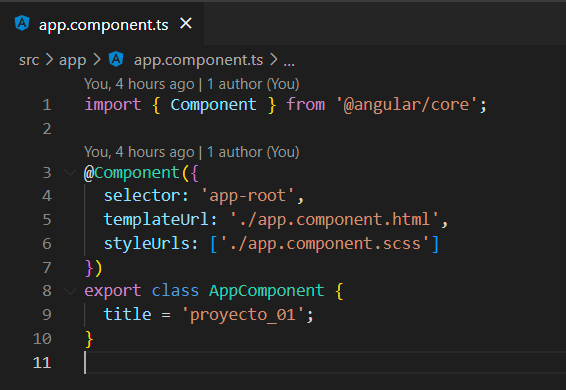 app.component.ts
src > app > app.component.ts > ...
You, 4 hours ago | 1 author (You)
1 import { Component } from '@angular/core';
2
You, 4 hours ago | 1 author (You)
3 @Component({
4   selector: 'app-root',
5   templateUrl: './app.component.html',
6   styleUrls: ['./app.component.scss']
7 })
8 export class AppComponent {
9   title = 'proyecto_01';
10 }
11